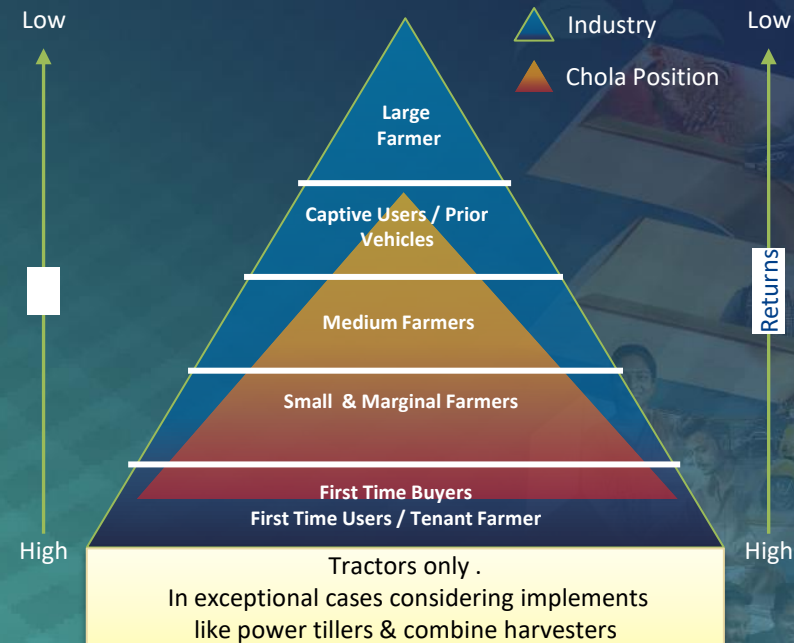 Low
Industry
Low
Chola Position
Large
Farmer
Captive Users / Prior
Vehicles
Returns
Medium Farmers
Small & Marginal Farmers
First Time Buyers
First Time Users / Tenant Farmer
High
High
Tractors only .
In exceptional cases considering implements
like power tillers & combine harvesters